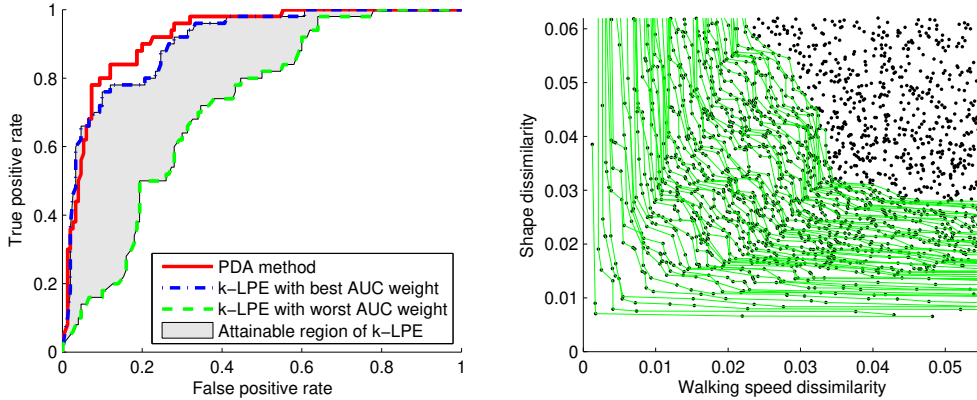 1
0.8
0.6
0.4
0.2
0
True positive rate
PDA method
k−LPE with best AUC weight
k−LPE with worst AUC weight
Attainable region of k−LPE
0 0.2 0.4 0.6 0.8 1
False positive rate
0.06
0.05
0.04
0.03
0.02
0.01
0
Shape dissimilarity
0 0.01 0.02 0.03 0.04 0.05
Walking speed dissimilarity